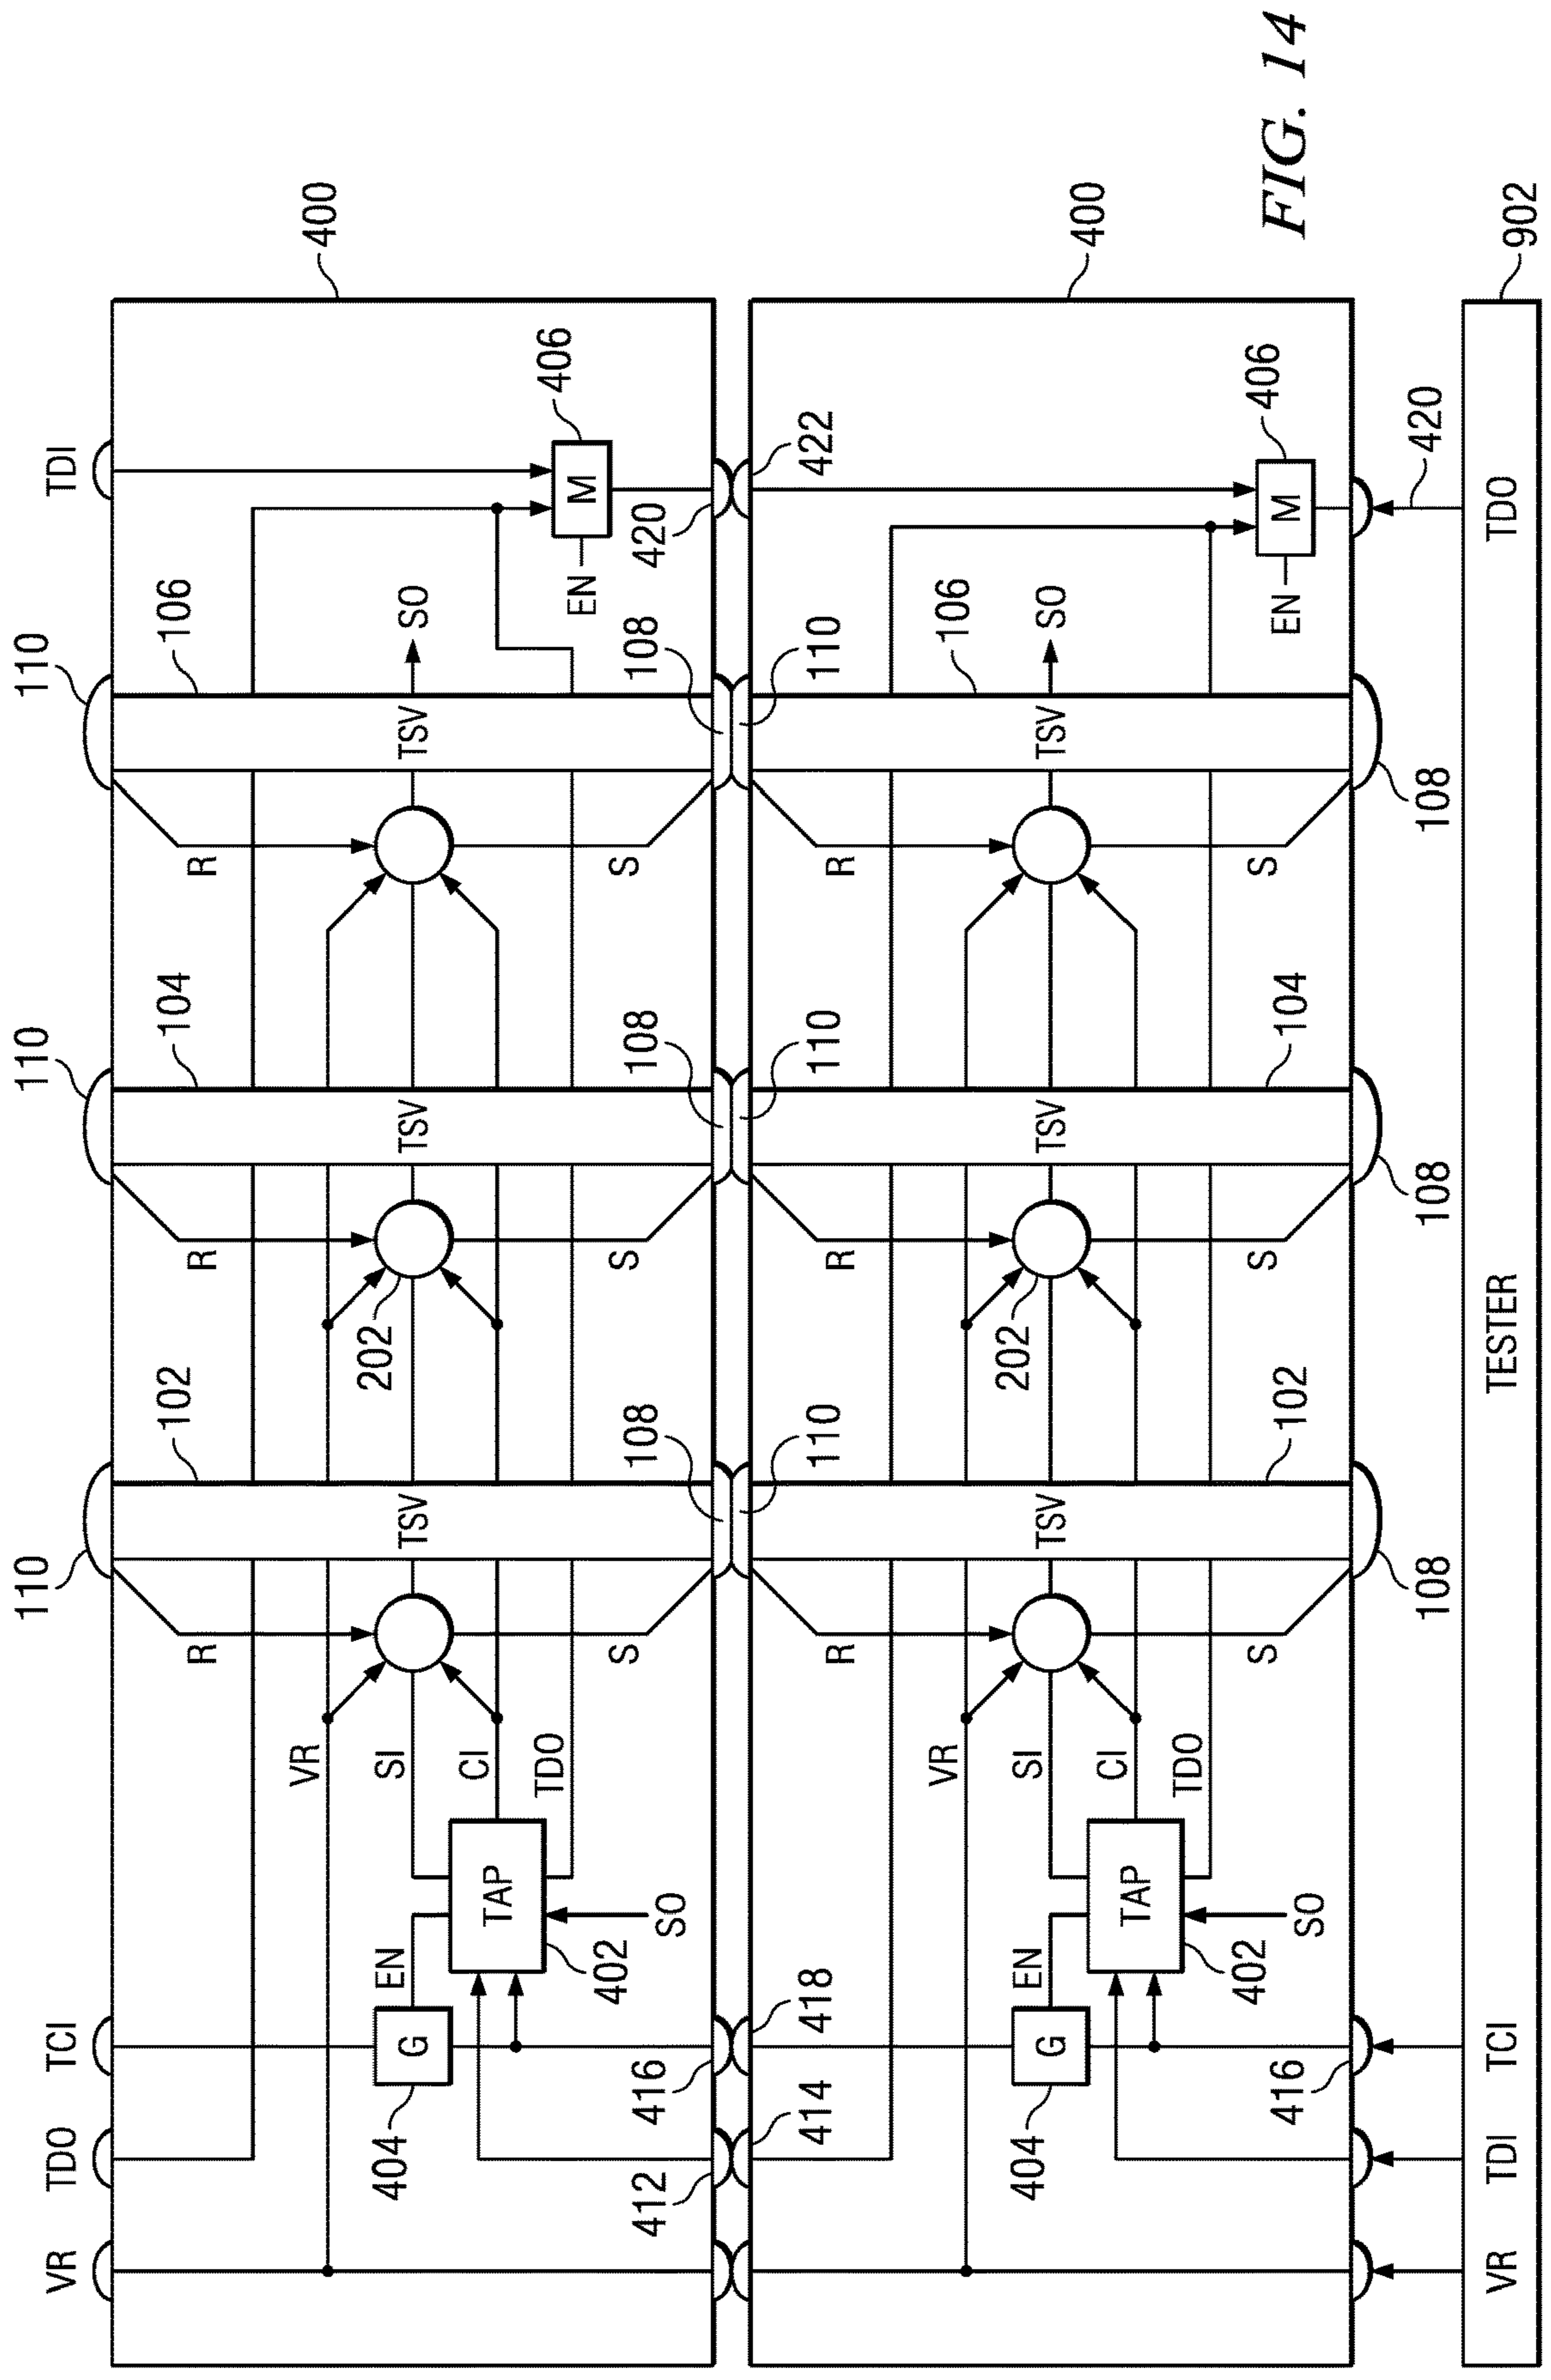 110 110 110
VR TDO TCI TDI
102 104 106
R R R
VR 400
404 EN SI 202
G TSV TSV TSV SO
CI
TAP
TDO 406
EN M
402
S S S
412 416 108 108 108 420
SO
414 418 110 110 110 422
R R R
VR 106
404 EN SI 202
G TSV TSV TSV SO
400
CI
TAP
TDO
402
S S S 406
416 102 104 EN M
FIG. 14
SO
108 108 108 420
VR TDI TCI TESTER TDO 902